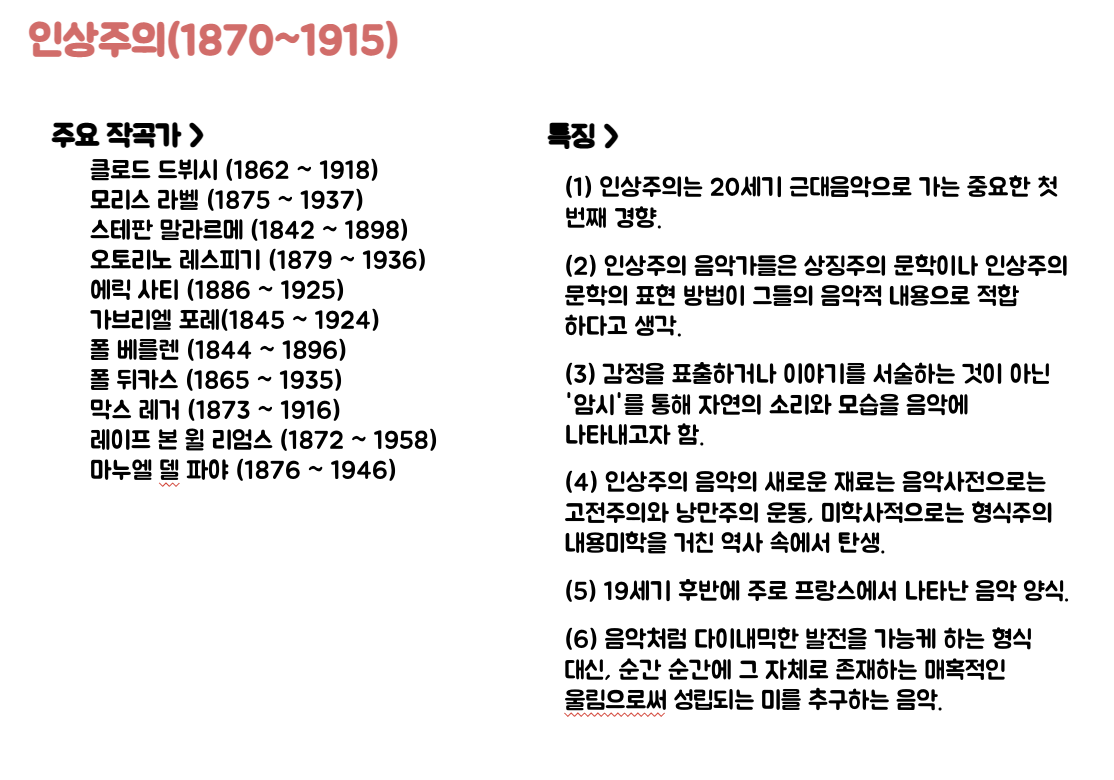 인상주의(1870~1915)
주요 작곡가 >
클로드 드뷔시 (1862 ~ 1918)
모리스 라벨 (1875 ~ 1937)
스테판 말라르메 (1842 ~ 1898)
오토리노 레스피기 (1879 ~ 1936)
에릭 사티 (1886 ~ 1925)
가브리엘 포레(1845 ~ 1924)
폴 베를렌 (1844 ~ 1896)
폴 뒤카스 (1865 ~ 1935)
막스 레거 (1873 ~ 1916)
레이프 본 윌 리엄스 (1872 ~ 1958)
마누엘 델 파야 (1876 ~ 1946)
특징 >
(1) 인상주의는 20세기 근대음악으로 가는 중요한 첫
번째 경향.
(2) 인상주의 음악가들은 상징주의 문학이나 인상주의
문학의 표현 방법이 그들의 음악적 내용으로 적합
하다고 생각.
(3) 감정을 표출하거나 이야기를 서술하는 것이 아닌
'암시'를 통해 자연의 소리와 모습을 음악에
나타내고자 함.
(4) 인상주의 음악의 새로운 재료는 음악사전으로는
고전주의와 낭만주의 운동, 미학사적으로는 형식주의
내용미학을 거친 역사 속에서 탄생.
(5) 19세기 후반에 주로 프랑스에서 나타난 음악 양식.
(6) 음악처럼 다이내믹한 발전을 가능케 하는 형식
대신, 순간 순간에 그 자체로 존재하는 매혹적인
울림으로써 성립되는 미를 추구하는 음악.